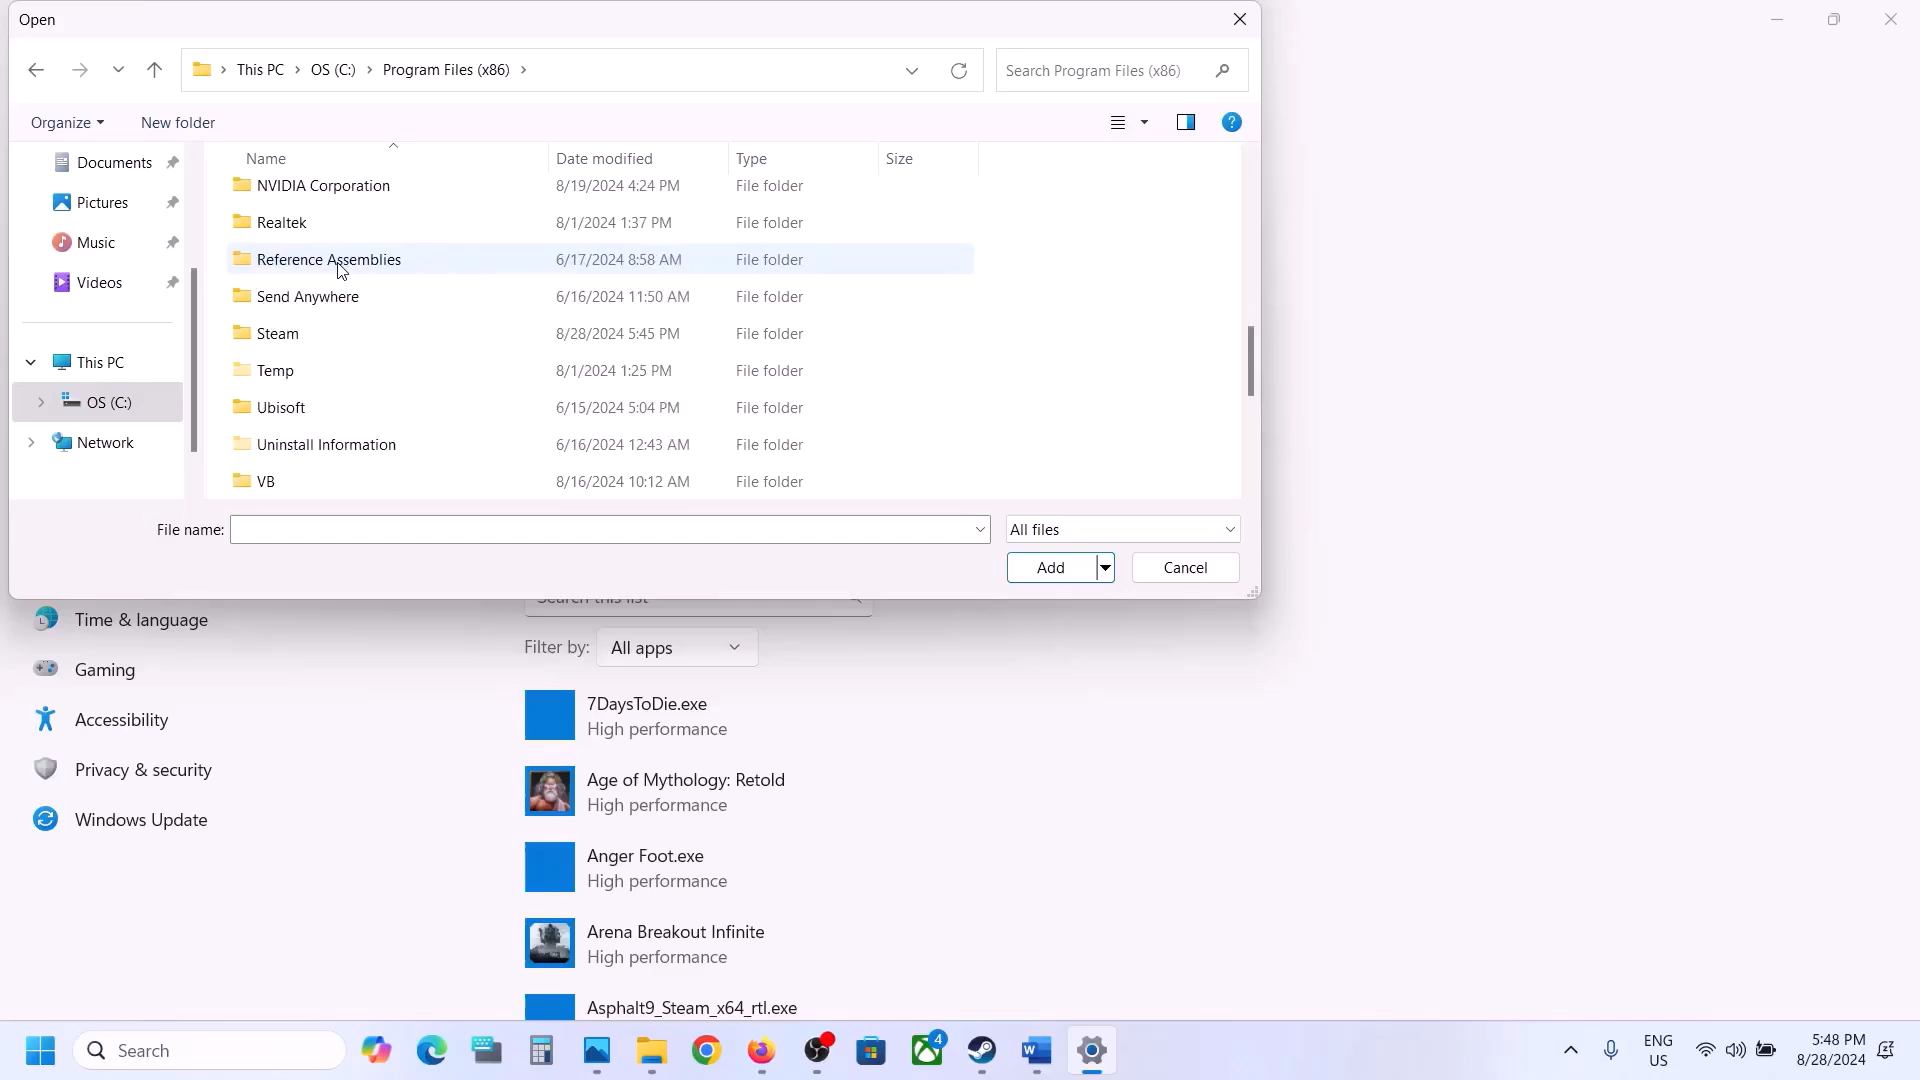 Open
This PC > OS (C:) > Program Files (x86) >
Search Program Files (x86)
Organize
New folder
Documents
Pictures
Music
Videos
This PC
OS (C:)
Network
Name
Date modified
Type
Size
NVIDIA Corporation 8/19/2024 4:24 PM File folder
Realtek 8/1/2024 1:37 PM File folder
Reference Assemblies 6/17/2024 8:58 AM File folder
Send Anywhere 6/16/2024 11:50 AM File folder
Steam 8/28/2024 5:45 PM File folder
Temp 8/1/2024 1:25 PM File folder
Ubisoft 6/15/2024 5:04 PM File folder
Uninstall Information 6/16/2024 12:43 AM File folder
VB 8/16/2024 10:12 AM File folder
File name:
All files
Add
Cancel
Time & language
Gaming
Accessibility
Privacy & security
Windows Update
Search this list
Filter by: All apps
7DaysToDie.exe
High performance
Age of Mythology: Retold
High performance
Anger Foot.exe
High performance
Arena Breakout Infinite
High performance
Asphalt9_Steam_x64_rtl.exe
Search
4
ENG
US
5:48 PM
8/28/2024